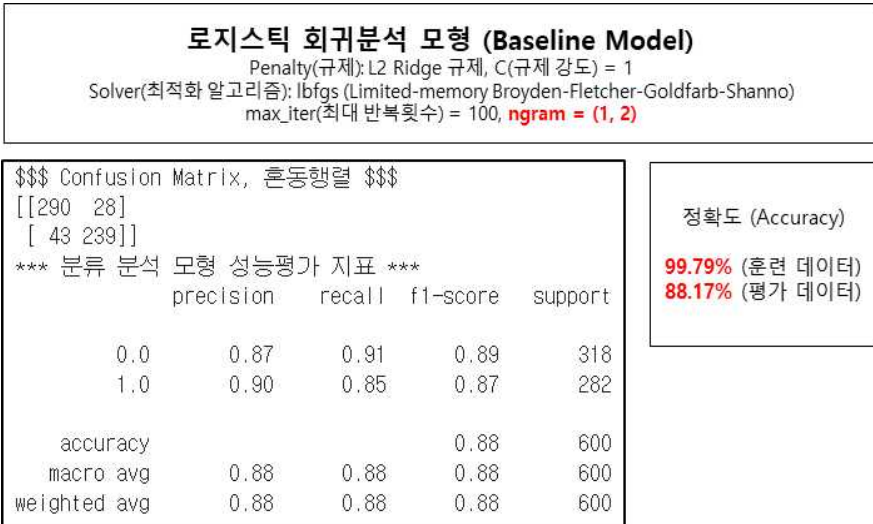 로지스틱 회귀분석 모형 (Baseline Model)
Penalty(규제): L2 Ridge 규제, C(규제 강도) = 1
Solver(최적화 알고리즘): lbfgs (Limited-memory Broyden-Fletcher-Goldfarb-Shanno)
max_iter(최대 반복횟수) = 100, ngram = (1, 2)
$$$ Confusion Matrix, 혼동행렬 $$$
[[290 28]
[ 43 239]]
*** 분류 분석 모형 성능평가 지표 ***
precision recall f1-score support
0.0 0.87 0.91 0.89 318
1.0 0.90 0.85 0.87 282
accuracy 0.88 600
macro avg 0.88 0.88 0.88 600
weighted avg 0.88 0.88 0.88 600
정확도 (Accuracy)
99.79% (훈련 데이터)
88.17% (평가 데이터)